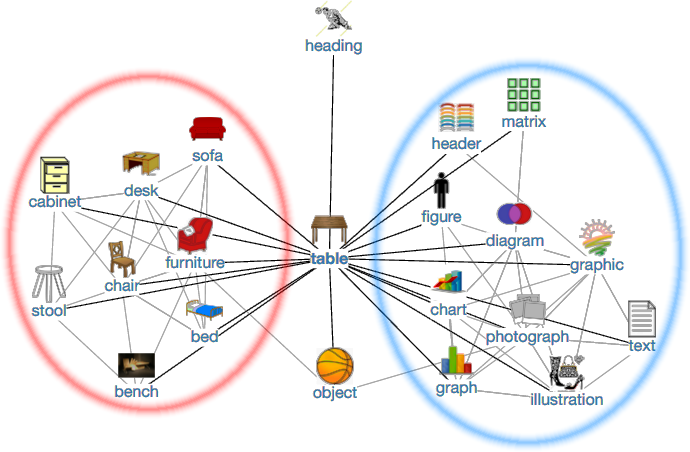 heading
matrix
header
sofa
desk
cabinet
figure
diagram
table
furniture
graphic
chair
stool
chart
bed
photograph
text
bench
object
graph
illustration